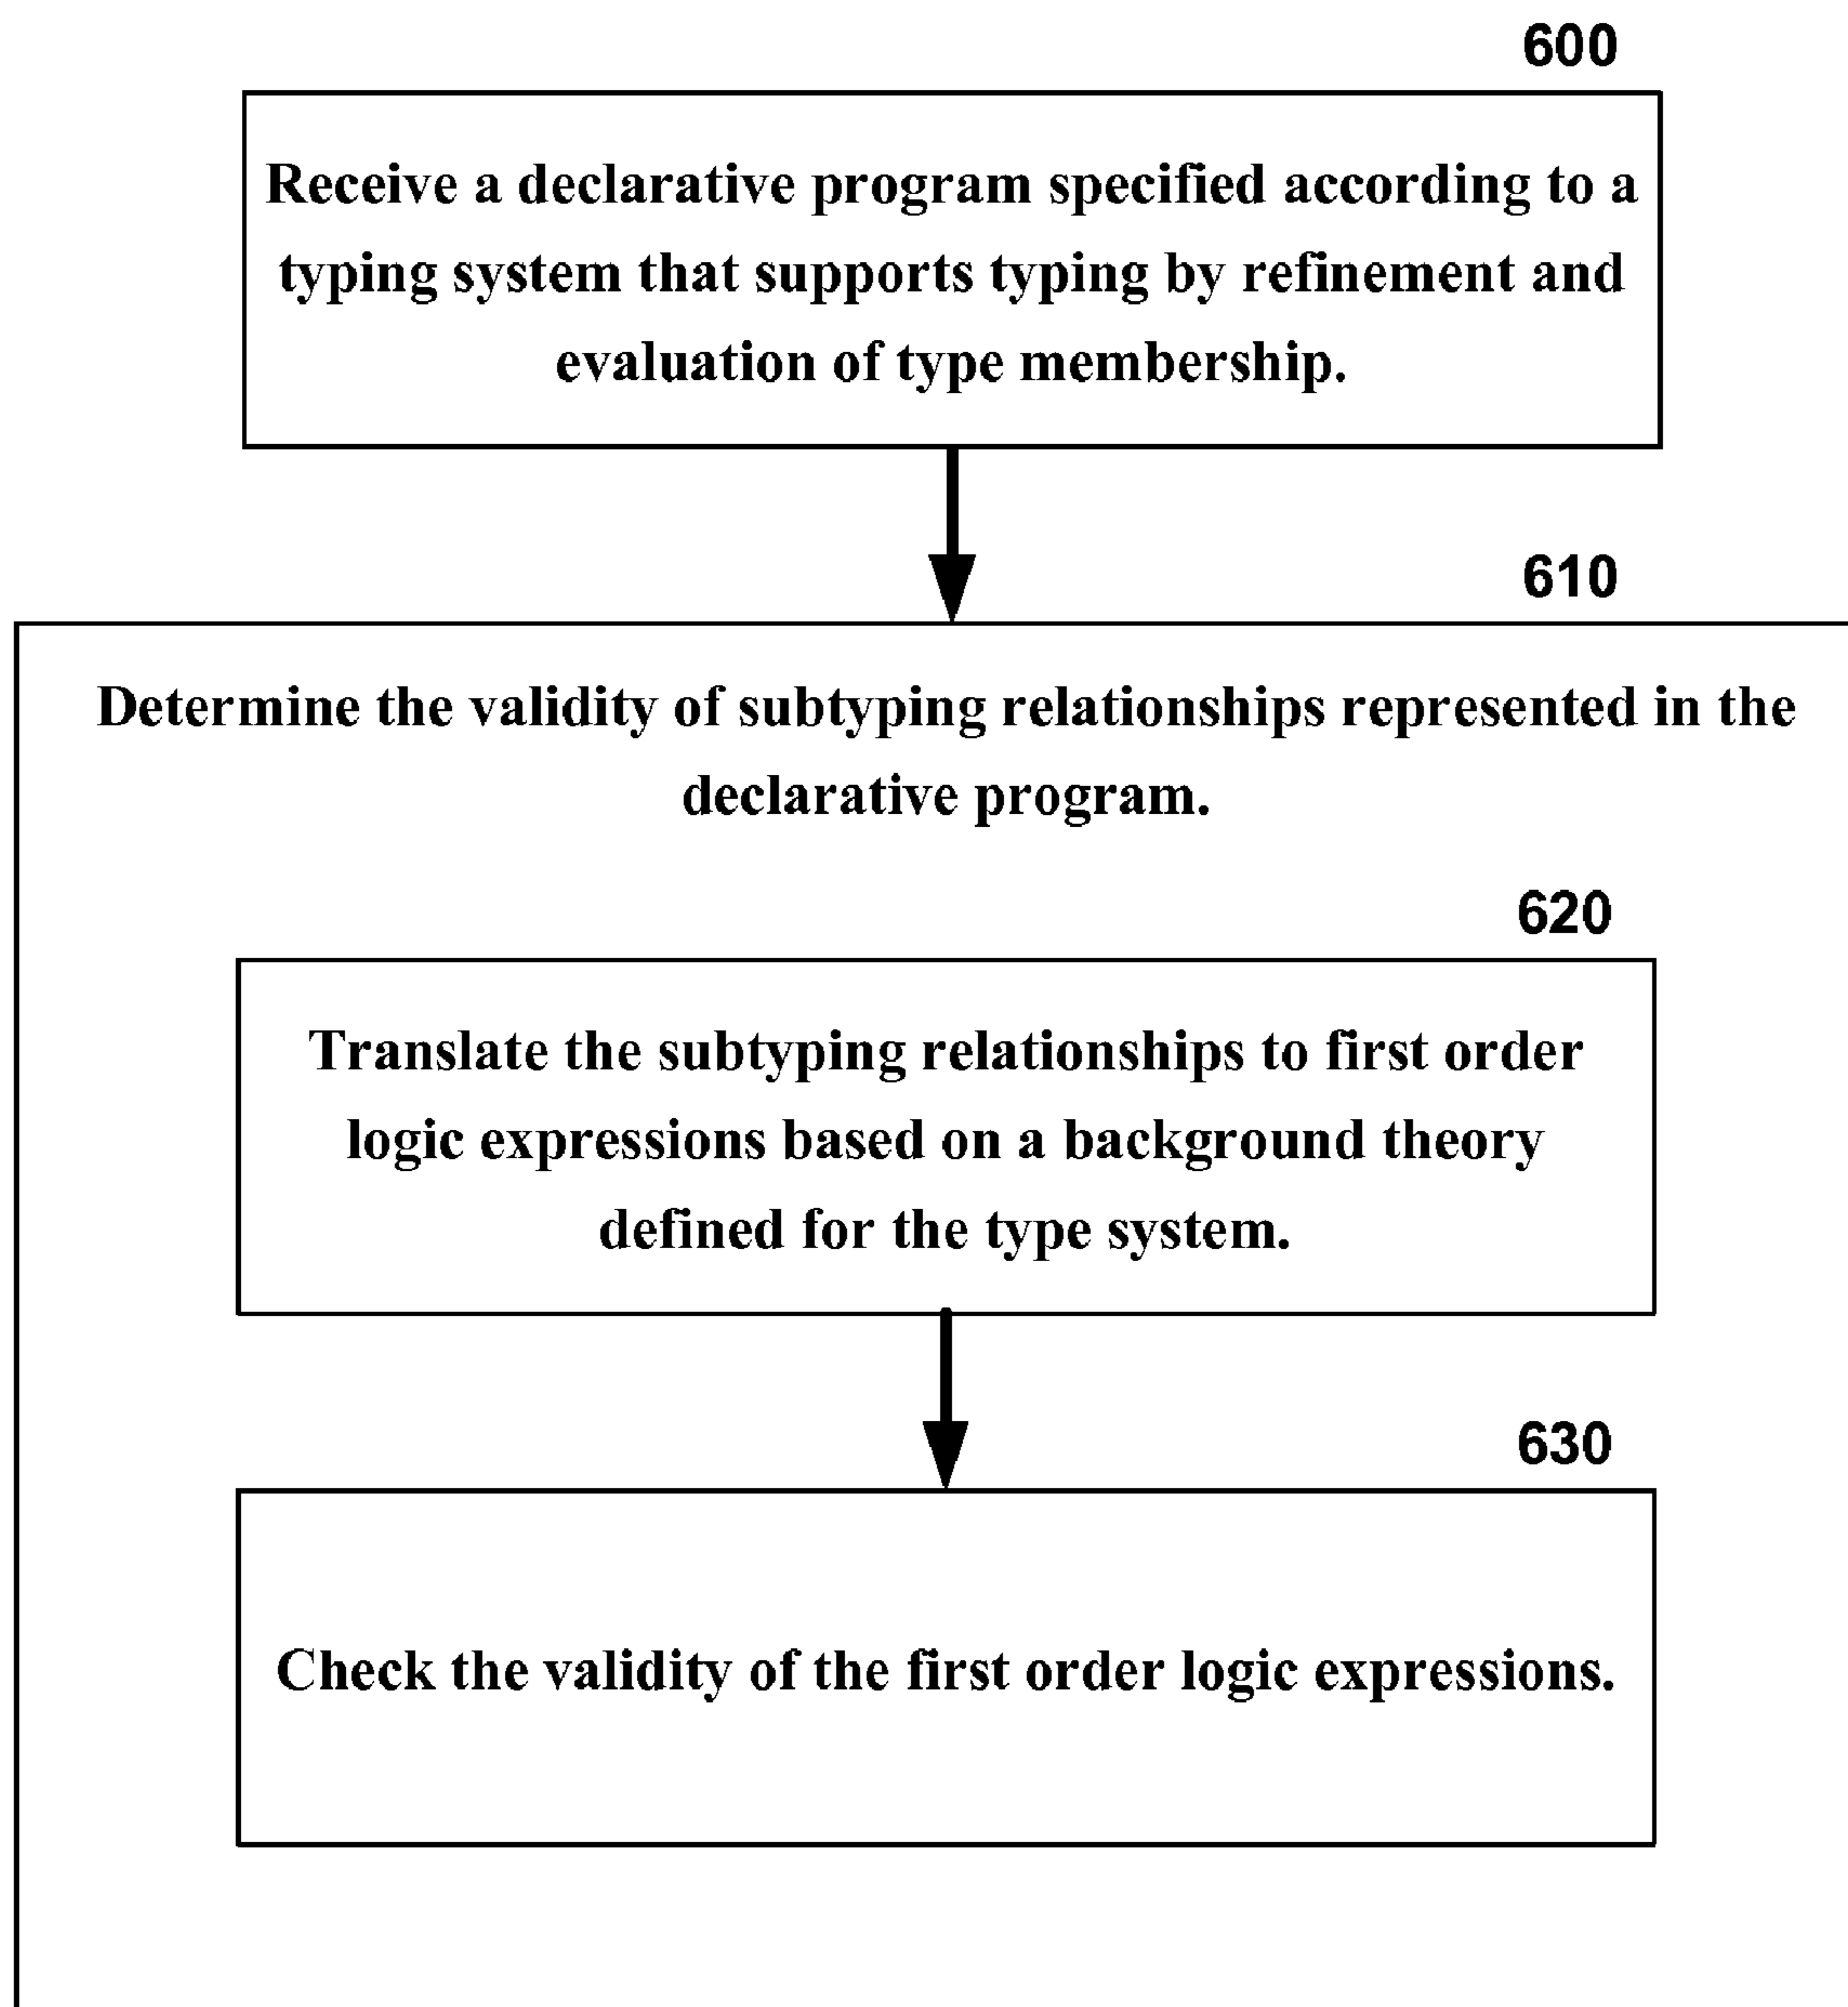 600
Receive a declarative program specified according to a
typing system that supports typing by refinement and
evaluation of type membership.
610
Determine the validity of subtyping relationships represented in the
declarative program.
620
Translate the subtyping relationships to first order
logic expressions based on a background theory
defined for the type system.
630
Check the validity of the first order logic expressions.